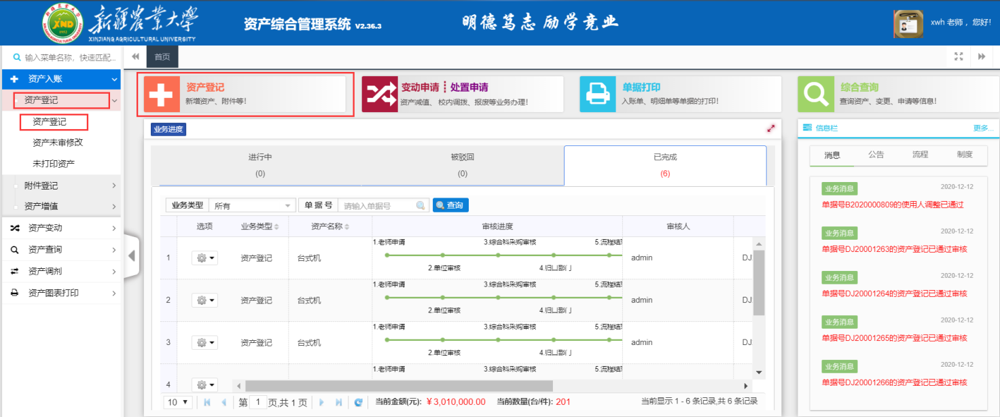 新疆农业大学
XINJIANG AGRICULTURAL UNIVERSITY
资产综合管理系统 V2.36.3
明德笃志 励学竞业
xwh 老师 ，您好!
输入菜单名称，快速匹配...
首页
资产入账
资产登记
资产登记
资产未审修改
未打印资产
附件登记
资产增值
资产变动
资产查询
资产调剂
资产图表打印
资产登记
新增资产、附件等!
变动申请 处置申请
资产减值、 校内调拨、报废等业务办理!
单据打印
入账单、明细单等单据的打印!
综合查询
查询资产、变更、申请等信息!
业务进度
进行中
(0)
被驳回
(0)
已完成
(6)
业务类型 所有 单 据 号 请输入单据号 查询
选项 业务类型 资产名称 审核进度 审核人
1 资产登记 台式机 1.老师申请 2.单位审核 3.综合科采购审核 4.归口部门 5.流程结 admin DJ
2 资产登记 台式机 1.老师申请 2.单位审核 3.综合科采购审核 4.归口部门 5.流程结 admin DJ
3 资产登记 台式机 1.老师申请 2.单位审核 3.综合科采购审核 4.归口部门 5.流程结 admin DJ
4 1.老师申请 3.综合科采购审核 5.流程结
10 第 1 页,共 1 页 当前金额(元): ￥3,010,000.00 当前数量(台/件): 201 当前显示 1 - 6 条记录,共 6 条记录
信息栏 更多...
消息 公告 流程 制度
业务消息 2020-12-12
单据号B2020000809的使用人调整已通过
业务消息 2020-12-12
单据号DJ20001263的资产登记已通过审核
业务消息 2020-12-12
单据号DJ20001264的资产登记已通过审核
业务消息 2020-12-12
单据号DJ20001265的资产登记已通过审核
业务消息 2020-12-12
单据号DJ20001266的资产登记已通过审核